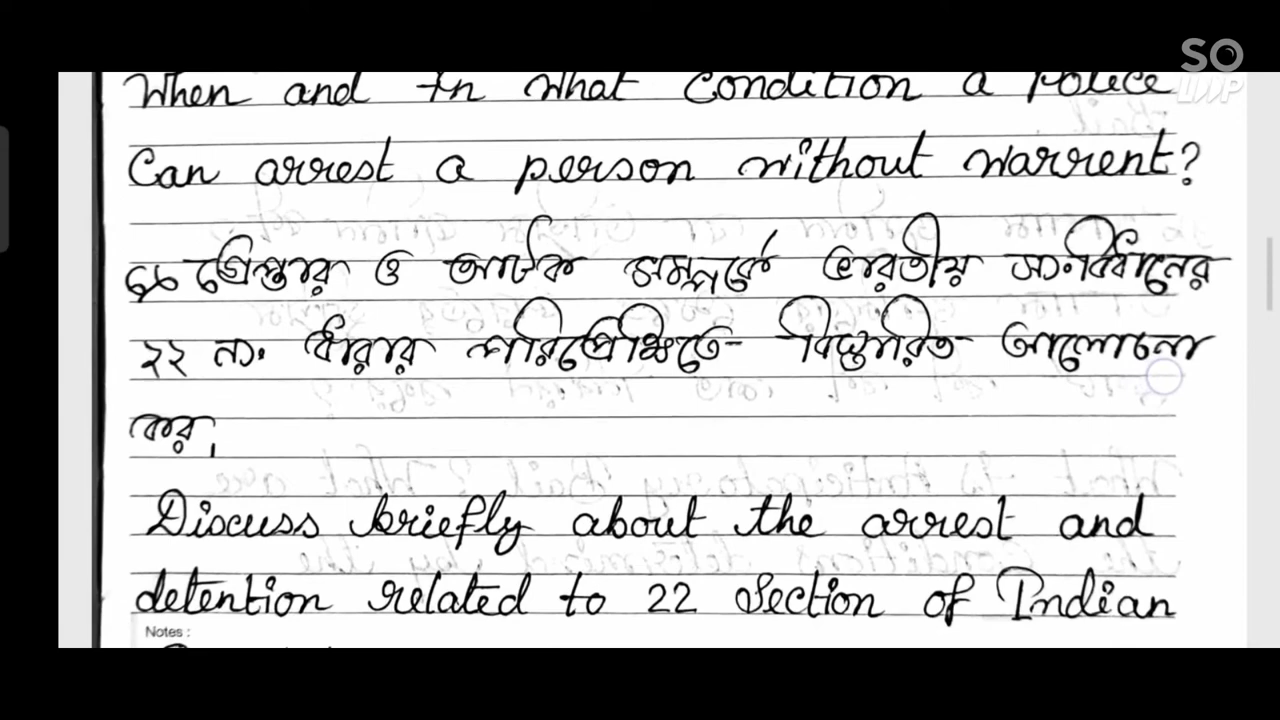 SO
When and In What Condition a Police
Can arrest a person without warrent?
৫৬ গ্রেপ্তার ও আটক সম্পর্কে ভারতীয় সংবিধানের
২২ নং ধারার পরিপ্রেক্ষিতে বিস্তারিত আলোচনা
কর।
Discuss briefly about the arrest and
detention related to 22 Section of Indian
Notes :